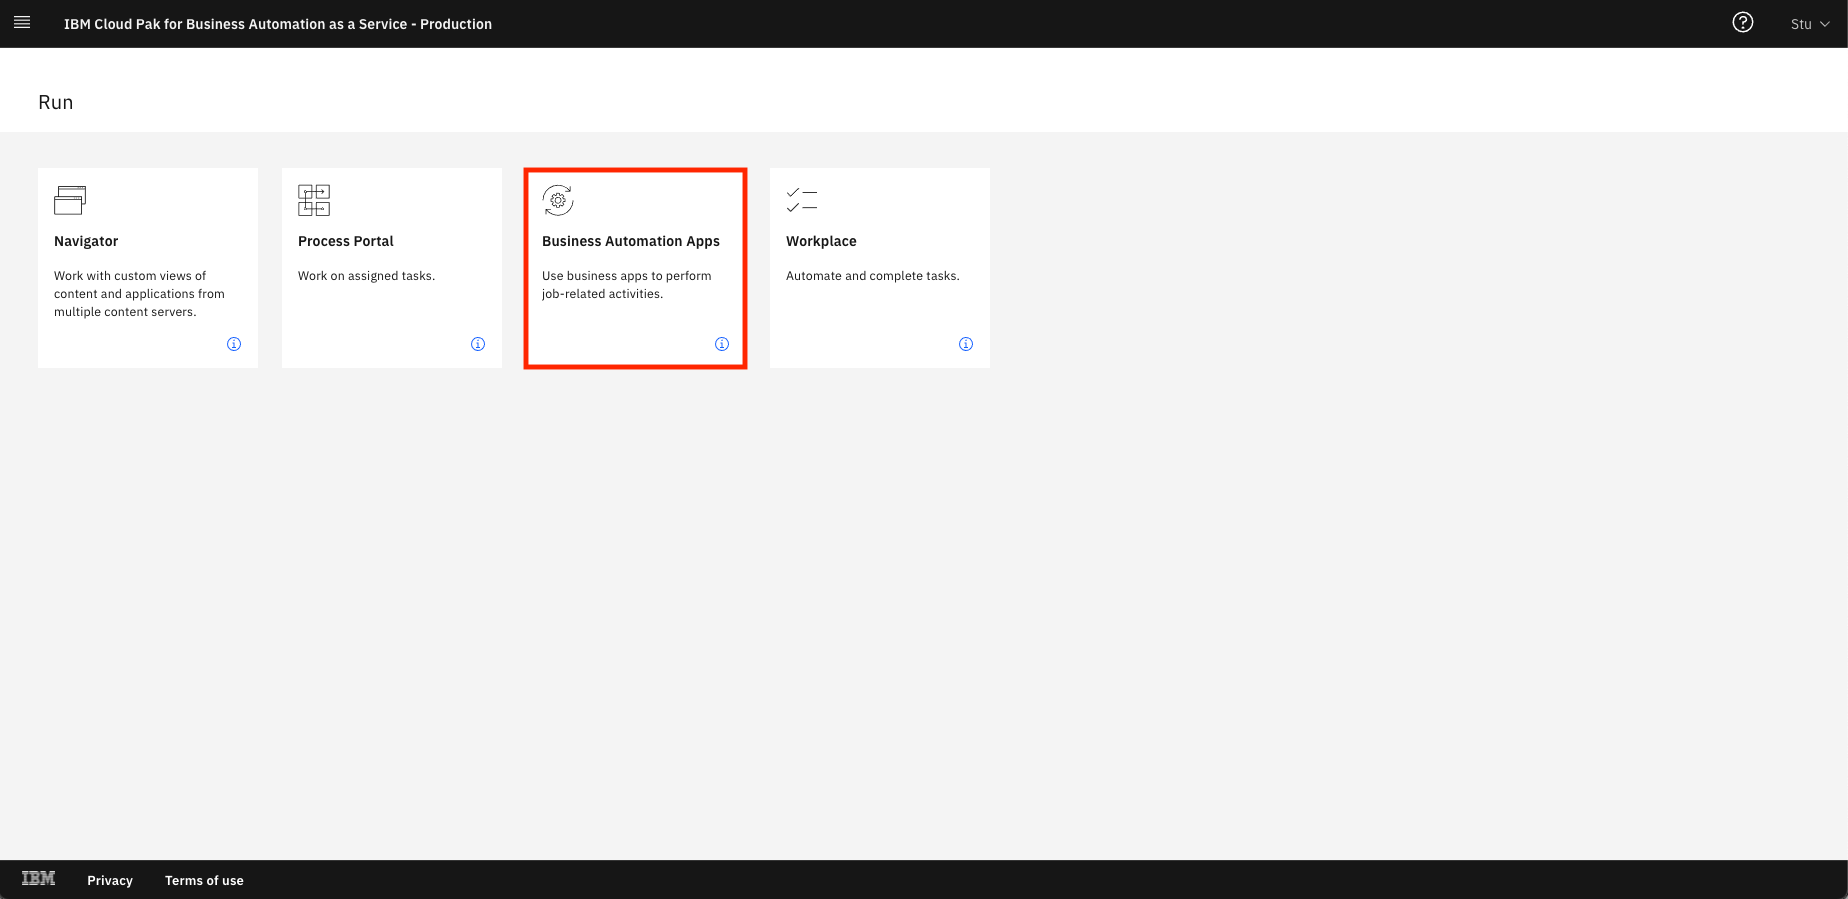 IBM Cloud Pak for Business Automation as a Service - Production
Stu
Run
Navigator
Work with custom views of
content and applications from
multiple content servers.
Process Portal
Work on assigned tasks.
Business Automation Apps
Use business apps to perform
job-related activities.
Workplace
Automate and complete tasks.
IBM
Privacy
Terms of use